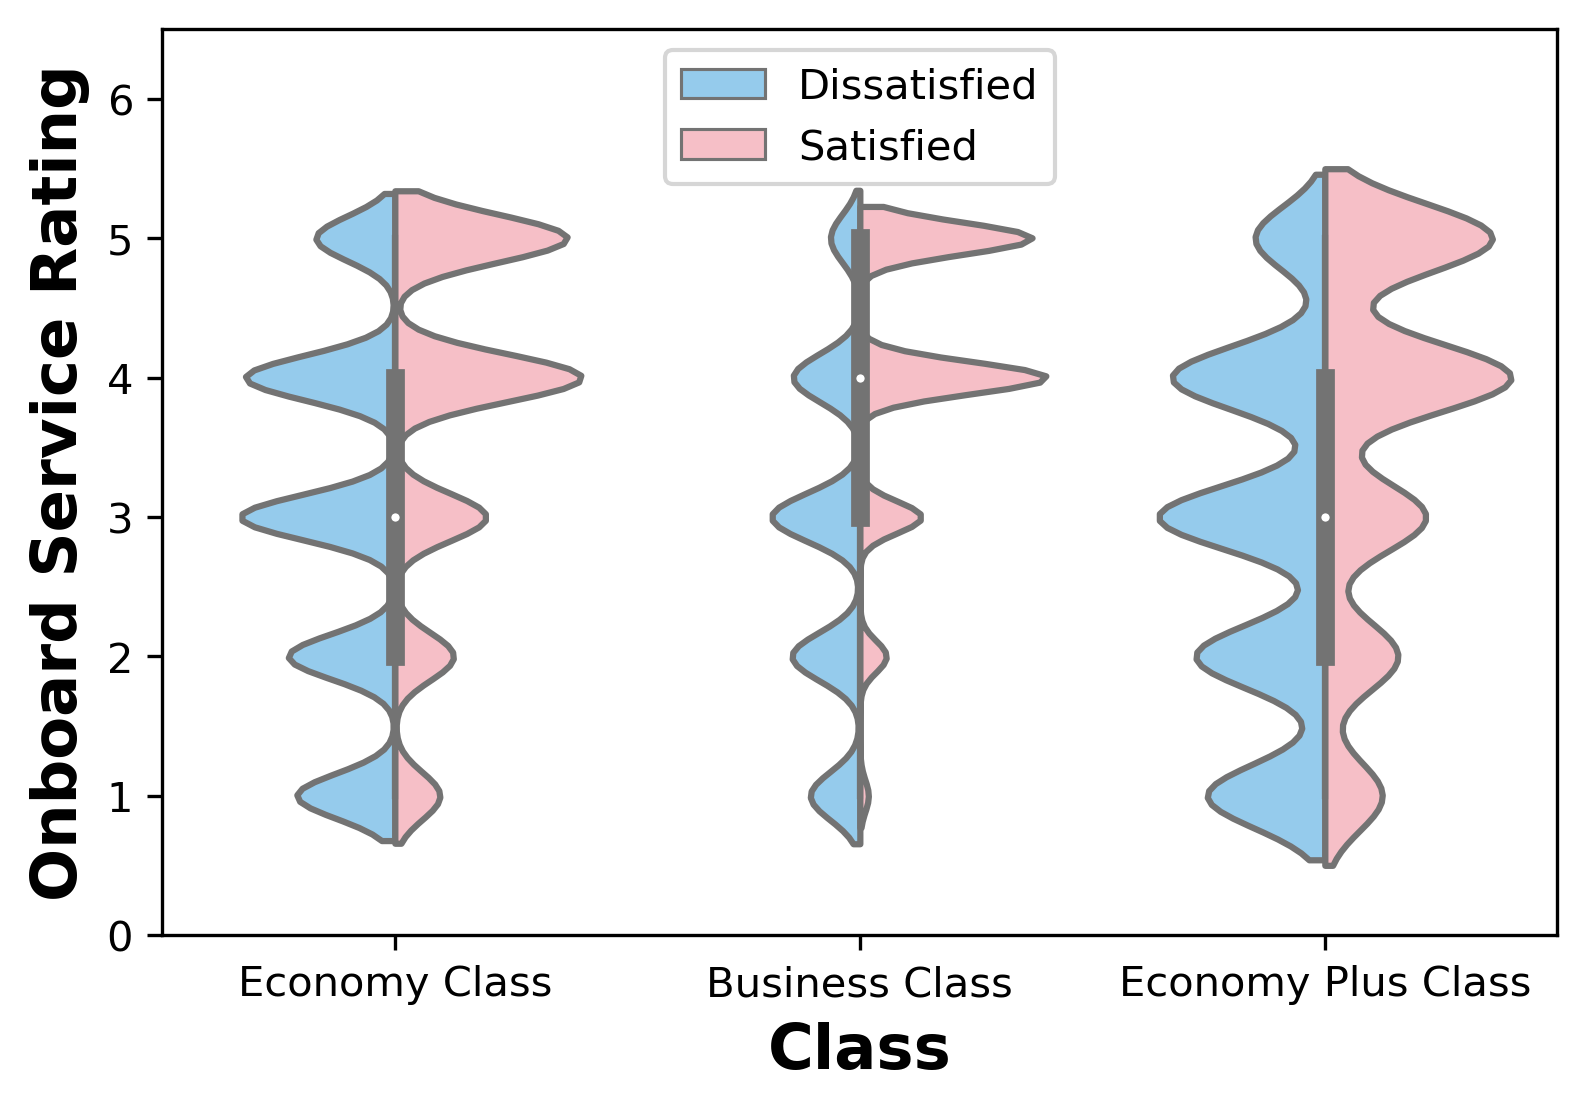 Onboard Service Rating
6
5
4
3
2
1
0
Dissatisfied
Satisfied
Economy Class
Business Class
Economy Plus Class
Class